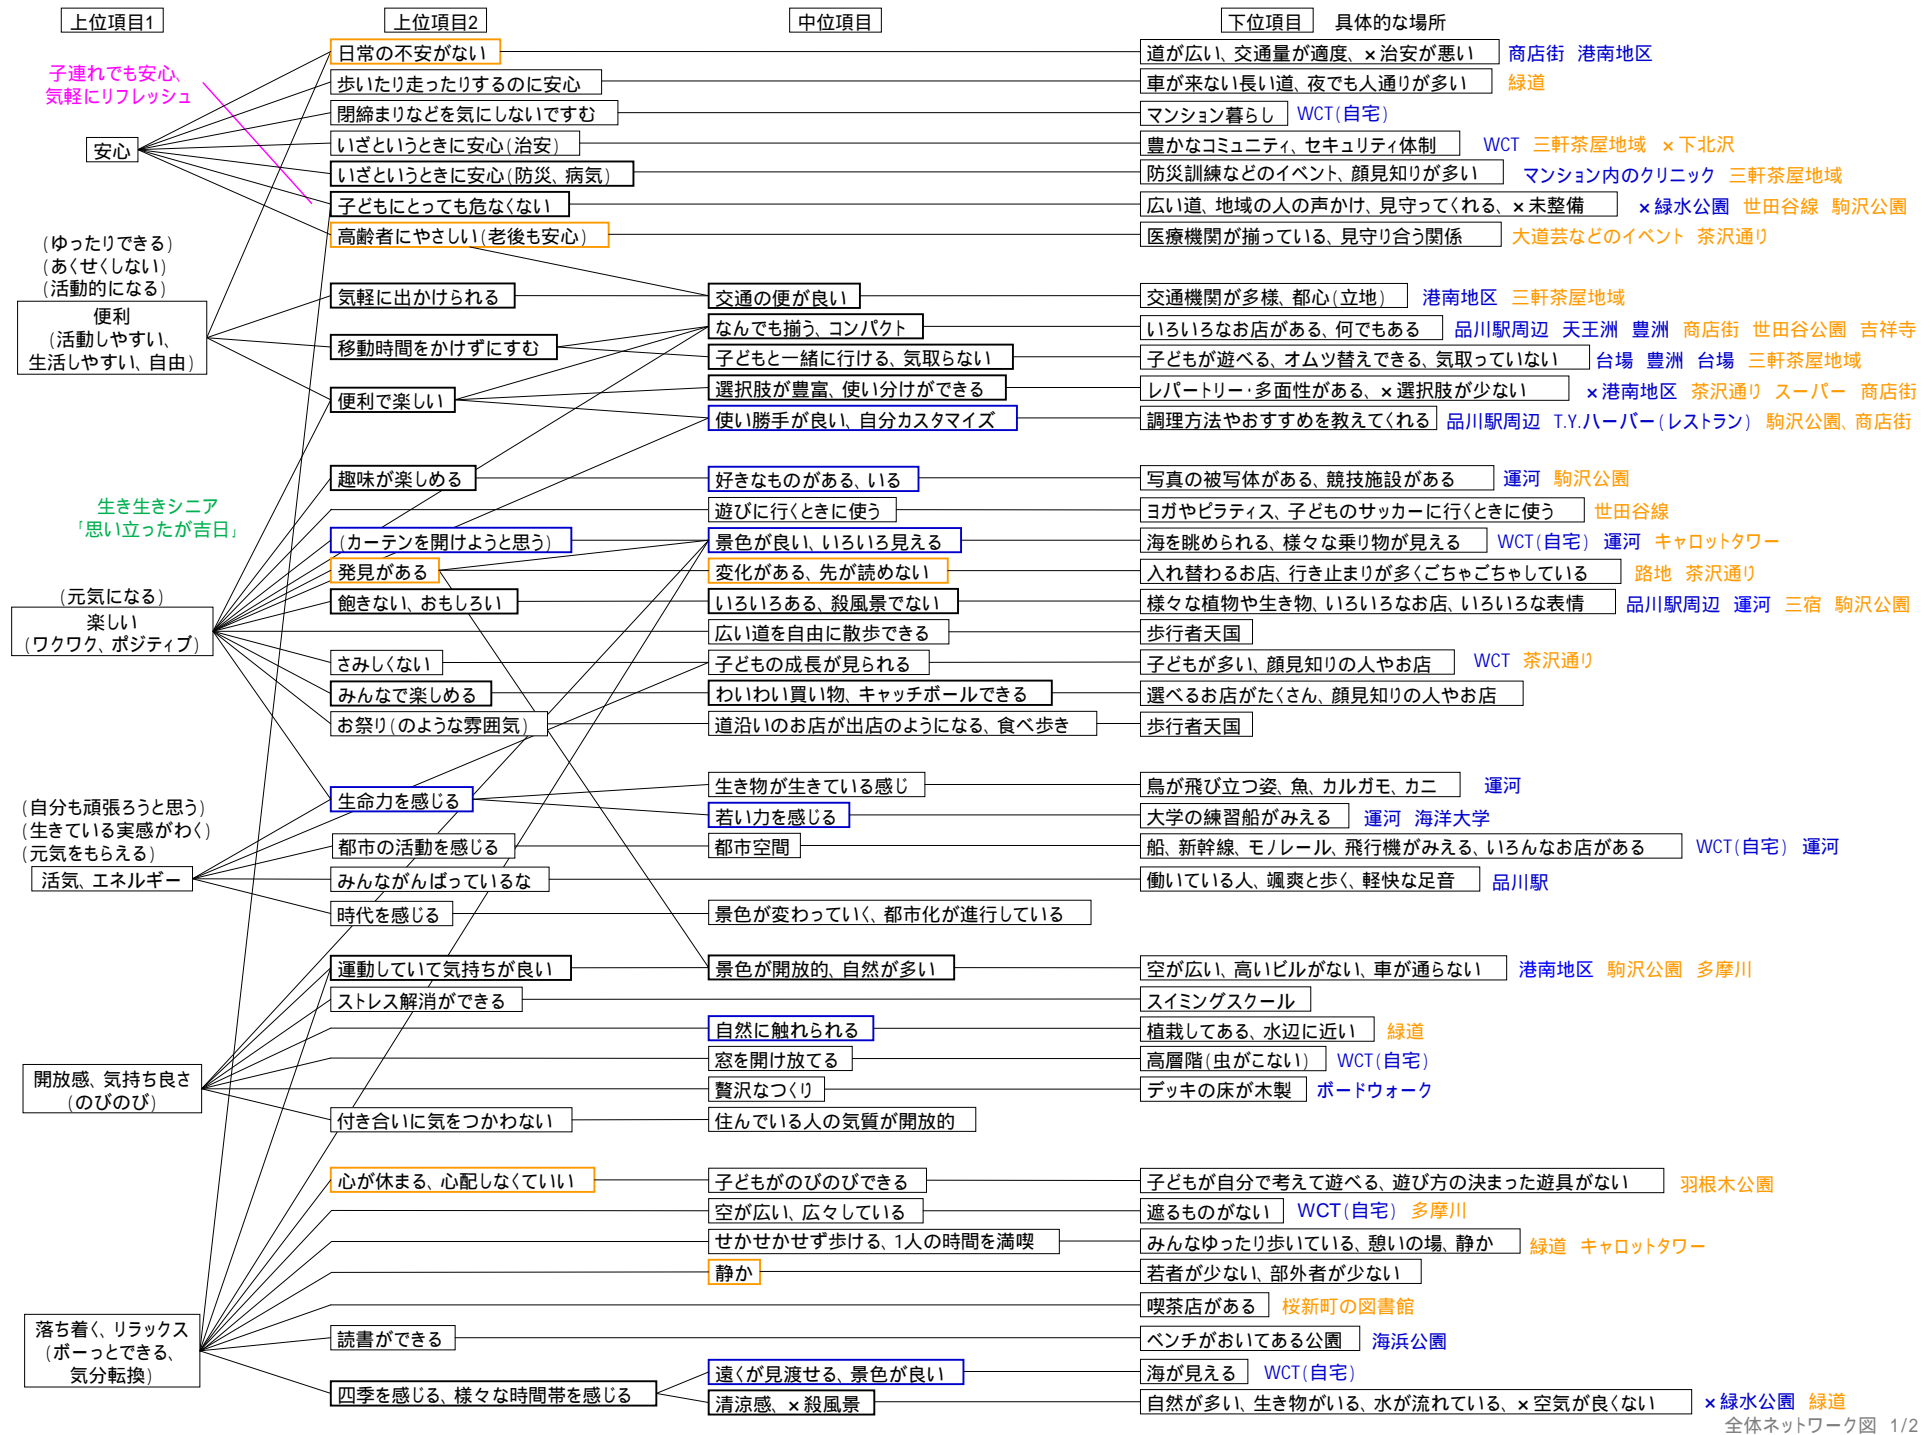 上位項目1 上位項目2 中位項目 下位項目 具体的な場所
日常の不安がない 道が広い、交通量が適度、×治安が悪い 商店街 港南地区
子連れでも安心、
気軽にリフレッシュ
歩いたり走ったりするのに安心 車が来ない長い道、夜でも人通りが多い 緑道
閉締まりなどを気にしないですむ マンション暮らし WCT(自宅)
安心
いざというときに安心(治安) 豊かなコミュニティ、セキュリティ体制 WCT 三軒茶屋地域 ×下北沢
いざというときに安心(防災、病気) 防災訓練などのイベント、顔見知りが多い マンション内のクリニック 三軒茶屋地域
子どもにとっても危なくない 広い道、地域の人の声かけ、見守ってくれる、×未整備 ×緑水公園 世田谷線 駒沢公園
高齢者にやさしい(老後も安心) 医療機関が揃っている、見守り合う関係 大道芸などのイベント 茶沢通り
(ゆったりできる)
(あくせくしない)
(活動的になる)
便利
(活動しやすい、
生活しやすい、自由)
気軽に出かけられる 交通の便が良い 交通機関が多様、都心(立地) 港南地区 三軒茶屋地域
なんでも揃う、コンパクト いろいろなお店がある、何でもある 品川駅周辺 天王洲 豊洲 商店街 世田谷公園 吉祥寺
移動時間をかけずにすむ 子どもと一緒に行ける、気取らない 子どもが遊べる、オムツ替えできる、気取っていない 台場 豊洲 台場 三軒茶屋地域
便利で楽しい 選択肢が豊富、使い分けができる レパートリー・多面性がある、×選択肢が少ない ×港南地区 茶沢通り スーパー 商店街
使い勝手が良い、自分カスタマイズ 調理方法やおすすめを教えてくれる 品川駅周辺 T.Y.ハーバー(レストラン) 駒沢公園、商店街
趣味が楽しめる 好きなものがある、いる 写真の被写体がある、競技施設がある 運河 駒沢公園
生き生きシニア
「思い立ったが吉日」
遊びに行くときに使う ヨガやピラティス、子どものサッカーに行くときに使う 世田谷線
(カーテンを開けようと思う) 景色が良い、いろいろ見える 海を眺められる、様々な乗り物が見える WCT(自宅) 運河 キャロットタワー
発見がある 変化がある、先が読めない 入れ替わるお店、行き止まりが多くごちゃごちゃしている 路地 茶沢通り
飽きない、おもしろい いろいろある、殺風景でない 様々な植物や生き物、いろいろなお店、いろいろな表情 品川駅周辺 運河 三宿 駒沢公園
(元気になる)
楽しい
(ワクワク、ポジティブ)
広い道を自由に散歩できる 歩行者天国
さみしくない 子どもの成長が見られる 子どもが多い、顔見知りの人やお店 WCT 茶沢通り
みんなで楽しめる わいわい買い物、キャッチボールできる 選べるお店がたくさん、顔見知りの人やお店
お祭り(のような雰囲気) 道沿いのお店が出店のようになる、食べ歩き 歩行者天国
(自分も頑張ろうと思う)
(生きている実感がわく)
(元気をもらえる)
活気、エネルギー
生命力を感じる 生き物が生きている感じ 鳥が飛び立つ姿、魚、カルガモ、カニ 運河
若い力を感じる 大学の練習船がみえる 運河 海洋大学
都市の活動を感じる 都市空間 船、新幹線、モノレール、飛行機がみえる、いろんなお店がある WCT(自宅) 運河
みんながんばっているな 働いている人、颯爽と歩く、軽快な足音 品川駅
時代を感じる 景色が変わっていく、都市化が進行している
運動していて気持ちが良い 景色が開放的、自然が多い 空が広い、高いビルがない、車が通らない 港南地区 駒沢公園 多摩川
ストレス解消ができる スイミングスクール
自然に触れられる 植栽してある、水辺に近い 緑道
窓を開け放てる 高層階(虫がこない) WCT(自宅)
開放感、気持ち良さ
(のびのび)
贅沢なつくり デッキの床が木製 ボードウォーク
付き合いに気をつかわない 住んでいる人の気質が開放的
心が休まる、心配しなくていい 子どもがのびのびできる 子どもが自分で考えて遊べる、遊び方の決まった遊具がない 羽根木公園
空が広い、広々している 遮るものがない WCT(自宅) 多摩川
せかせかせず歩ける、1人の時間を満喫 みんなゆったり歩いている、憩いの場、静か 緑道 キャロットタワー
静か 若者が少ない、部外者が少ない
喫茶店がある 桜新町の図書館
落ち着く、リラックス
(ボーっとできる、
気分転換)
読書ができる ベンチがおいてある公園 海浜公園
遠くが見渡せる、景色が良い 海が見える WCT(自宅)
四季を感じる、様々な時間帯を感じる 清涼感、×殺風景 自然が多い、生き物がいる、水が流れている、×空気が良くない ×緑水公園 緑道
全体ネットワーク図 1/2